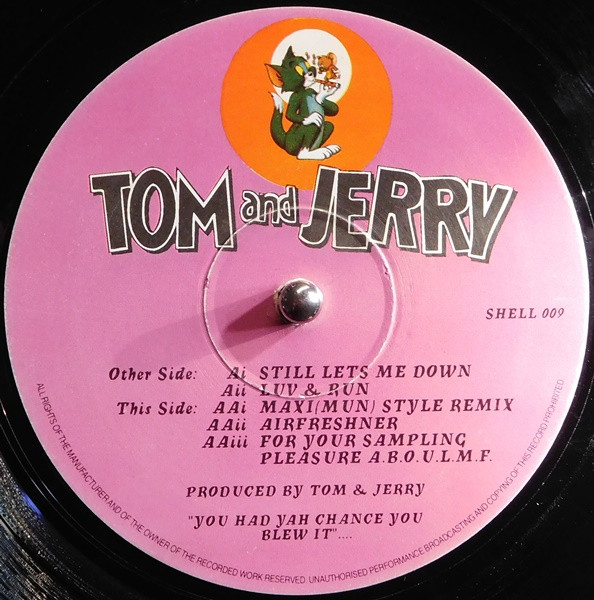 TOM and JERRY
SHELL 009
Other Side: Ai STILL LETS ME DOWN
Aii LUV & RUN
This Side: AAi MAXI(MUN) STYLE REMIX
AAii AIRFRESHNER
AAiii FOR YOUR SAMPLING
PLEASURE A.B.O.U.L.M.F.
PRODUCED BY TOM & JERRY
"YOU HAD YAH CHANCE YOU
BLEW IT"....
ALL RIGHTS OF THE MANUFACTURER AND OF THE OWNER OF THE RECORDED WORK RESERVED. UNAUTHORISED PERFORMANCE BROADCASTING AND COPYING OF THIS RECORD PROHIBITED